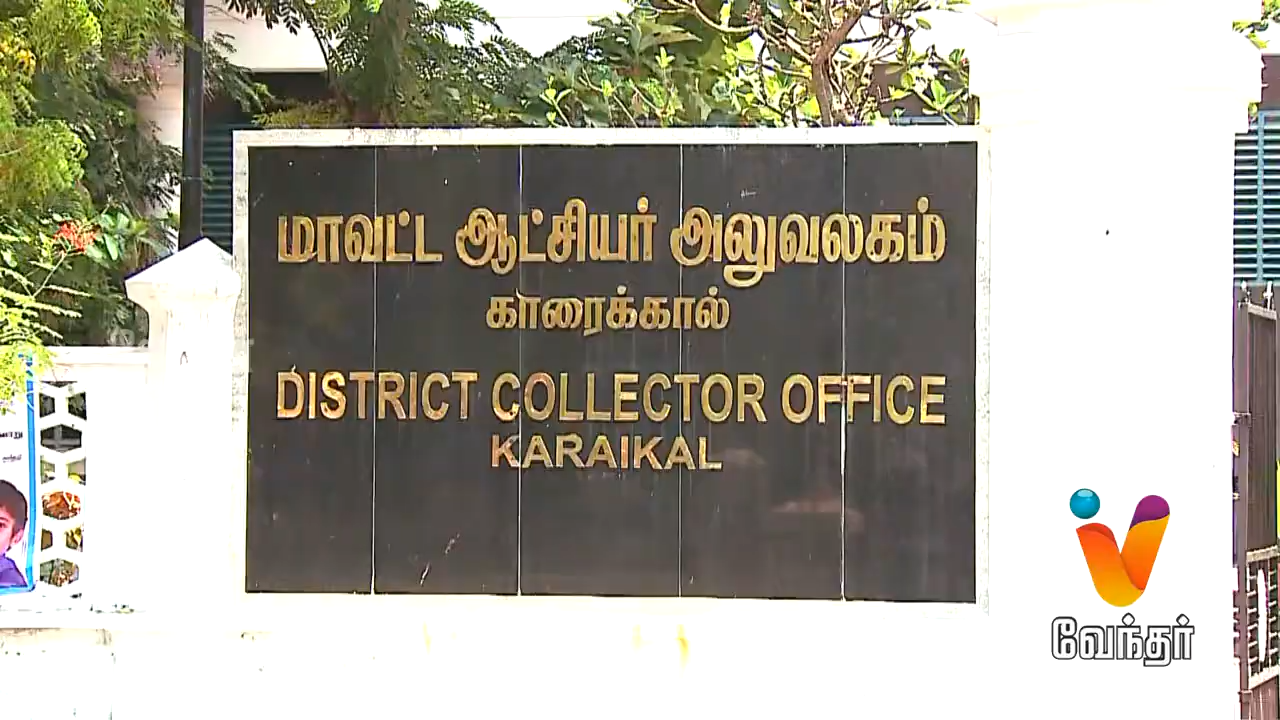 மாவட்ட ஆட்சியர் அலுவலகம்
காரைக்கால்
DISTRICT COLLECTOR OFFICE
KARAIKAL
வேந்தர்